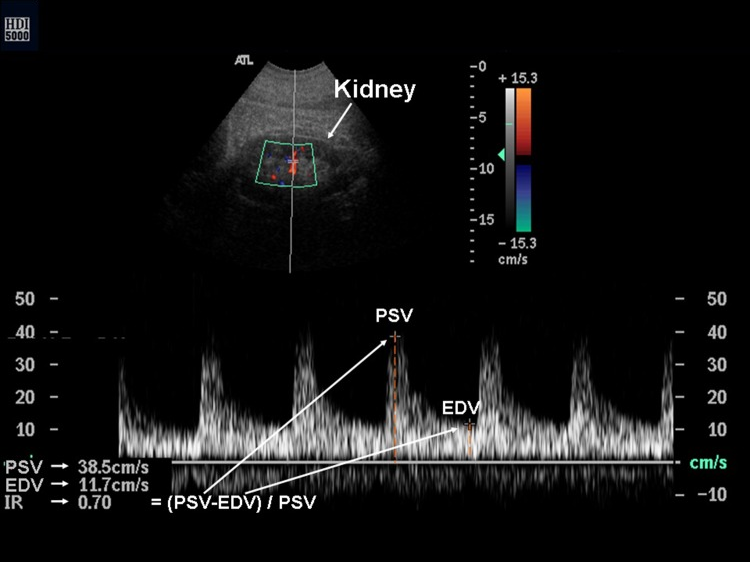 HDI
5000
ATL
Kidney
0
5
10
15
+ 15.3
- 15.3
cm/s
50
40
30
20
10
50
40
30
20
10
cm/s
-10
PSV
EDV
PSV → 38.5cm/s
EDV → 11.7cm/s
IR → 0.70 = (PSV-EDV) / PSV